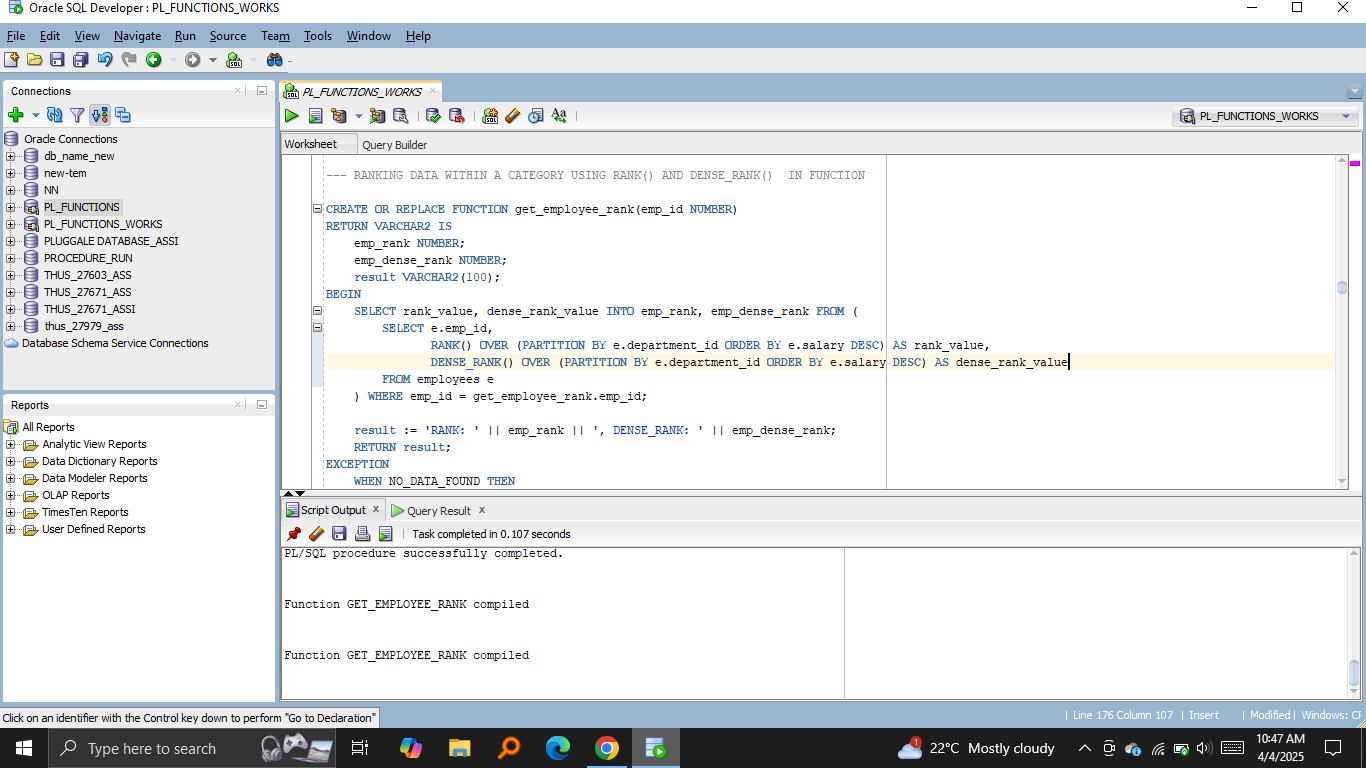 Oracle SQL Developer : PL_FUNCTIONS_WORKS
File Edit View Navigate Run Source Team Tools Window Help
Connections
Oracle Connections
db_name_new
new-tem
NN
PL_FUNCTIONS
PL_FUNCTIONS_WORKS
PLUGGALE DATABASE_ASSI
PROCEDURE_RUN
THUS_27603_ASS
THUS_27671_ASS
THUS_27671_ASSI
thus_27979_ass
Database Schema Service Connections
Reports
All Reports
Analytic View Reports
Data Dictionary Reports
Data Modeler Reports
OLAP Reports
TimesTen Reports
User Defined Reports
PL_FUNCTIONS_WORKS
PL_FUNCTIONS_WORKS
Worksheet Query Builder
--- RANKING DATA WITHIN A CATEGORY USING RANK() AND DENSE_RANK()  IN FUNCTION
CREATE OR REPLACE FUNCTION get_employee_rank(emp_id NUMBER)
RETURN VARCHAR2 IS
    emp_rank NUMBER;
    emp_dense_rank NUMBER;
    result VARCHAR2(100);
BEGIN
    SELECT rank_value, dense_rank_value INTO emp_rank, emp_dense_rank FROM (
        SELECT e.emp_id,
               RANK() OVER (PARTITION BY e.department_id ORDER BY e.salary DESC) AS rank_value,
               DENSE_RANK() OVER (PARTITION BY e.department_id ORDER BY e.salary DESC) AS dense_rank_value
        FROM employees e
    ) WHERE emp_id = get_employee_rank.emp_id;
    result := 'RANK: ' || emp_rank || ', DENSE_RANK: ' || emp_dense_rank;
    RETURN result;
EXCEPTION
    WHEN NO_DATA_FOUND THEN
Script Output Query Result
Task completed in 0.107 seconds
PL/SQL procedure successfully completed.
Function GET_EMPLOYEE_RANK compiled
Function GET_EMPLOYEE_RANK compiled
Click on an identifier with the Control key down to perform "Go to Declaration"
Line 176 Column 107 | Insert | Modified | Windows: CF
Type here to search
22°C Mostly cloudy
10:47 AM
4/4/2025